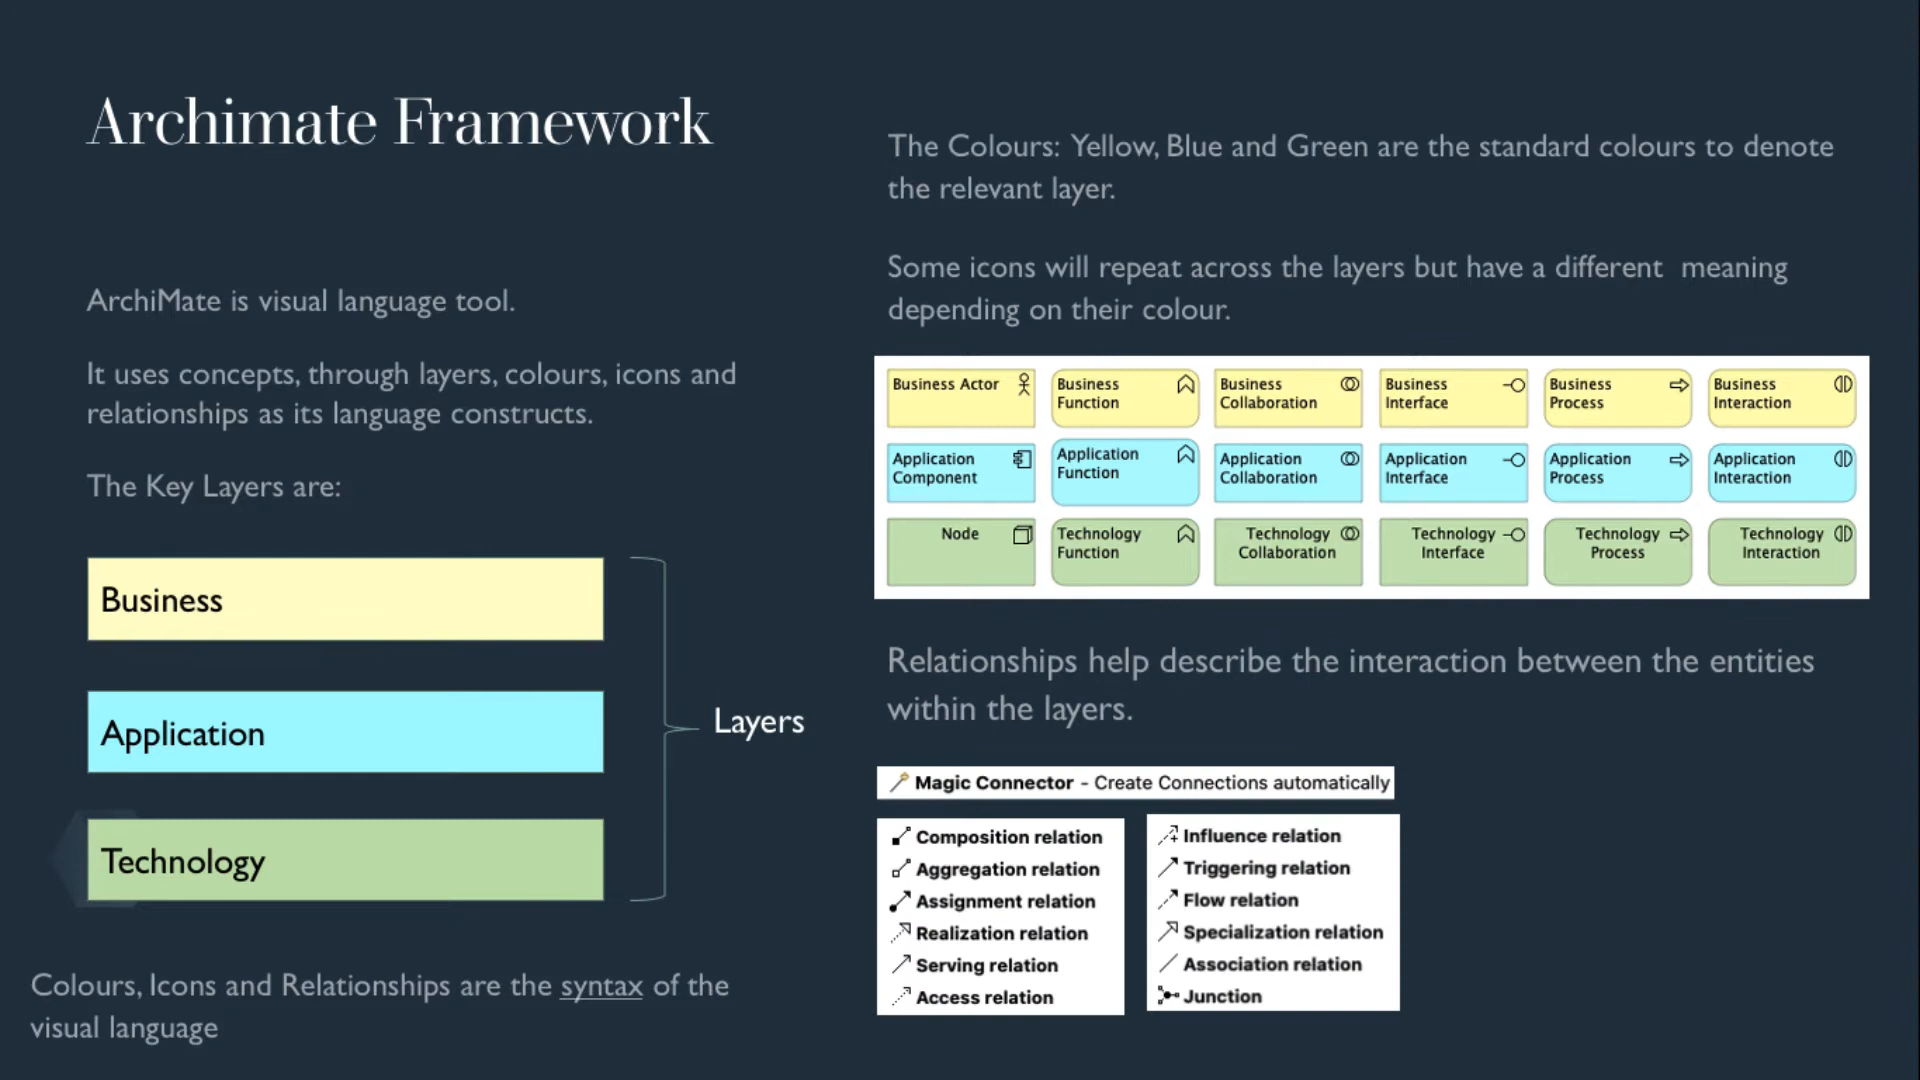 Archimate Framework
ArchiMate is visual language tool.
It uses concepts, through layers, colours, icons and
relationships as its language constructs.
The Key Layers are:
Business
Application
Technology
Layers
Colours, Icons and Relationships are the syntax of the
visual language
The Colours: Yellow, Blue and Green are the standard colours to denote
the relevant layer.
Some icons will repeat across the layers but have a different  meaning
depending on their colour.
Business Actor
Business
Function
Business
Collaboration
Business
Interface
Business
Process
Business
Interaction
Application
Component
Application
Function
Application
Collaboration
Application
Interface
Application
Process
Application
Interaction
Node
Technology
Function
Technology
Collaboration
Technology
Interface
Technology
Process
Technology
Interaction
Relationships help describe the interaction between the entities
within the layers.
Magic Connector - Create Connections automatically
Composition relation
Aggregation relation
Assignment relation
Realization relation
Serving relation
Access relation
Influence relation
Triggering relation
Flow relation
Specialization relation
Association relation
Junction